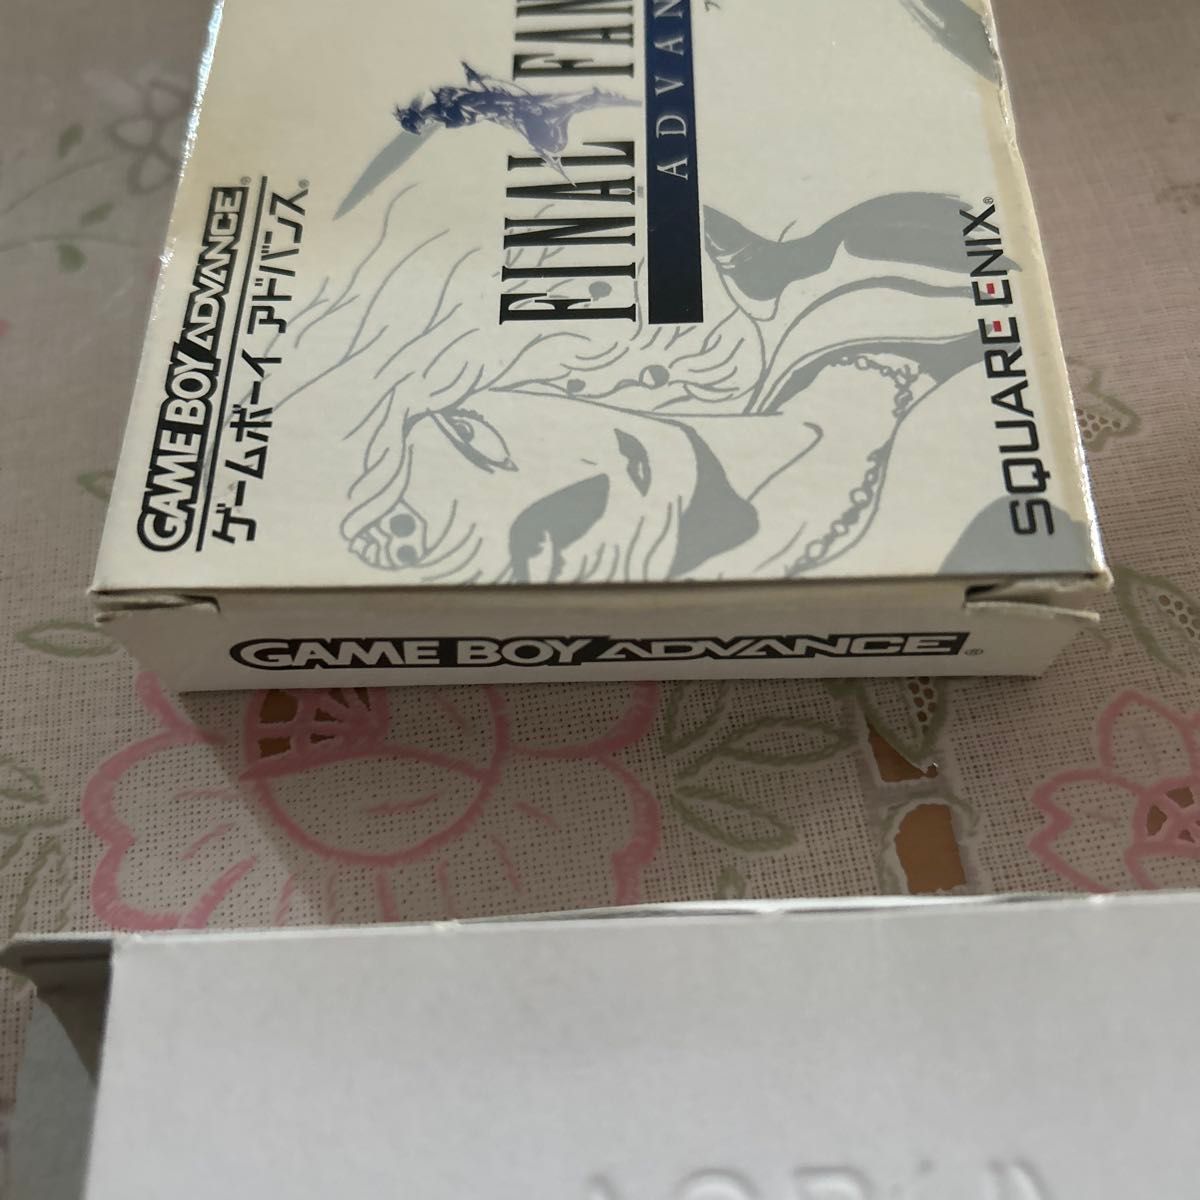 GAME BOY ADVANCE
ゲームボーイ アドバンス
FINAL FAN
ADVAN
SQUARE ENIX
GAME BOY ADVANCE